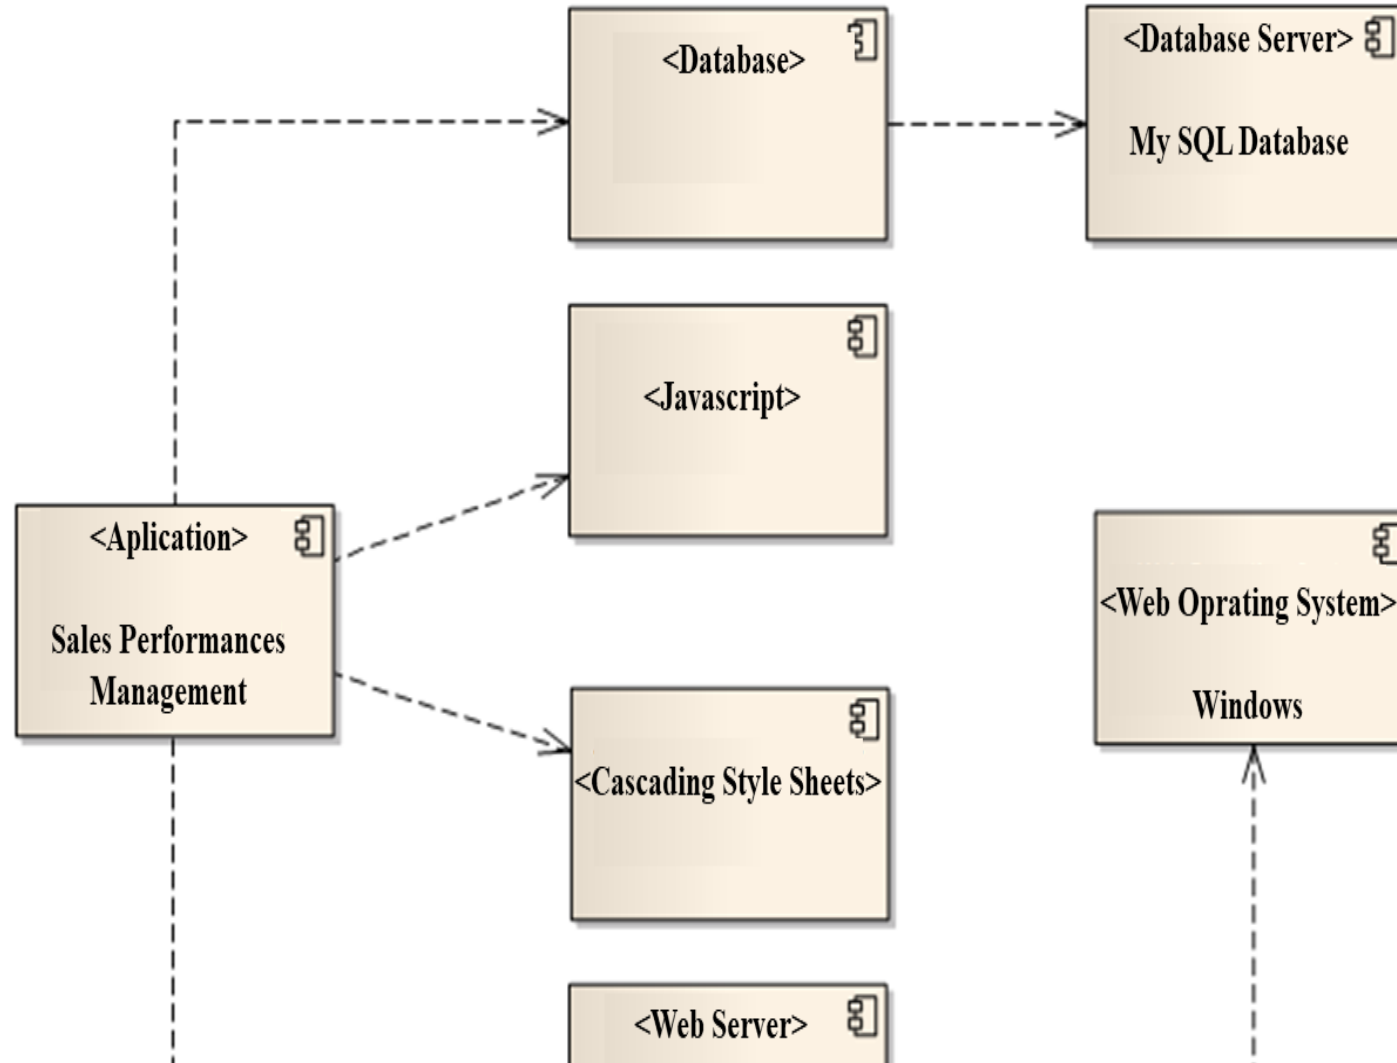 <Database>
<Database Server>
My SQL Database
<Javascript>
<Aplication>
Sales Performances
Management
<Web Oprating System>
Windows
<Cascading Style Sheets>
<Web Server>